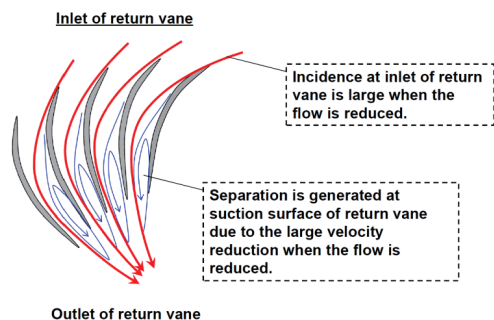 Inlet of return vane
Incidence at inlet of return
vane is large when the
flow is reduced.
Separation is generated at
suction surface of return vane
due to the large velocity
reduction when the flow is
reduced.
Outlet of return vane